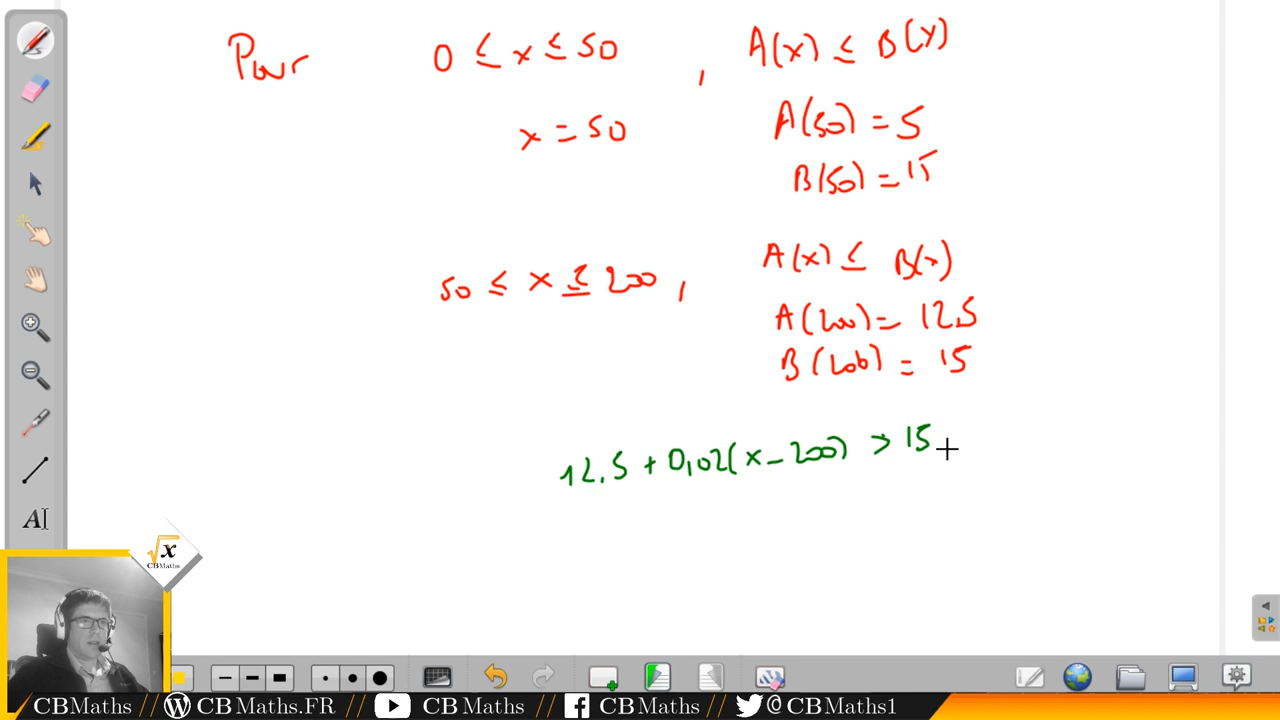 Pour 0 ≤ x ≤ 50 , A(x) ≤ B(x)
x = 50 A(50) = 5
B(50) = 15
50 ≤ x ≤ 200 , A(x) ≤ B(x)
A(200) = 12.5
B(200) = 15
12.5 + 0,02(x - 200) > 15
AI
√x
CBMaths
CBMaths CBMaths.FR CBMaths CBMaths @CBMaths1